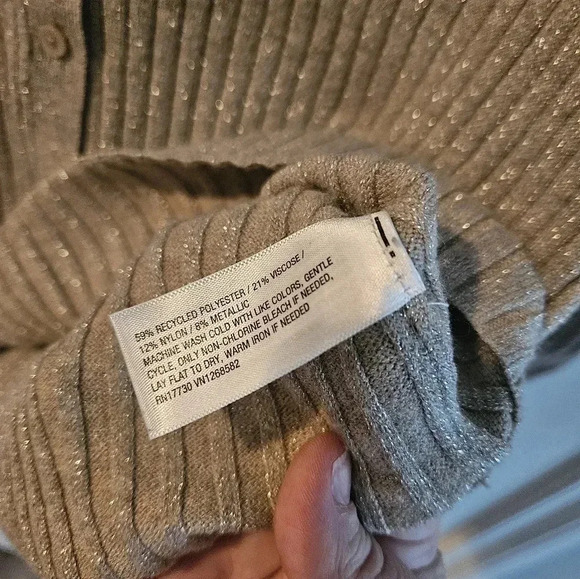 59% RECYCLED POLYESTER / 21% VISCOSE /
12% NYLON / 8% METALLIC
MACHINE WASH COLD WITH LIKE COLORS, GENTLE
CYCLE, ONLY NON-CHLORINE BLEACH IF NEEDED,
LAY FLAT TO DRY, WARM IRON IF NEEDED
RN17730 VN1268582